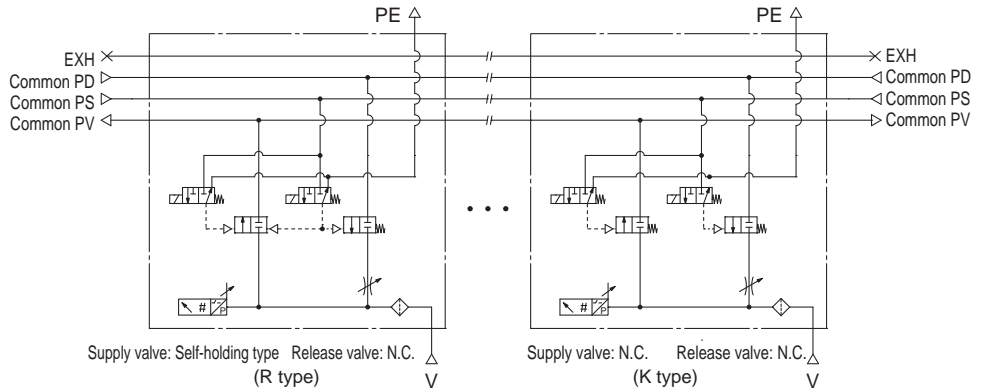 PE PE
EXH EXH
Common PD Common PD
Common PS Common PS
Common PV Common PV
• • •
# P # P
Supply valve: Self-holding type Release valve: N.C. Supply valve: N.C. Release valve: N.C.
(R type) V (K type) V